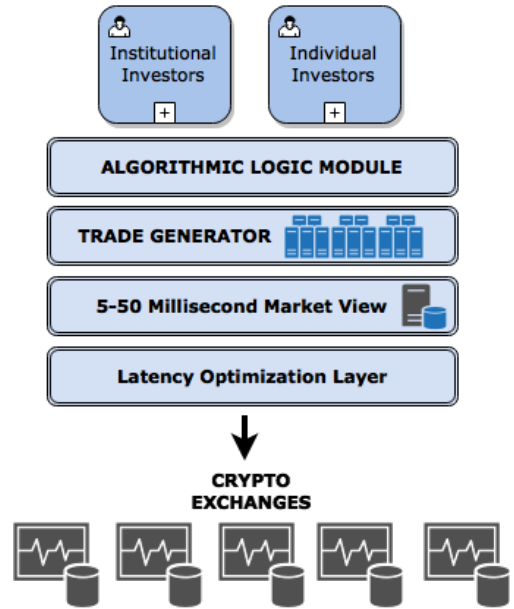 Institutional
Investors
+
Individual
Investors
+
ALGORITHMIC LOGIC MODULE
TRADE GENERATOR
5-50 Millisecond Market View
Latency Optimization Layer
CRYPTO
EXCHANGES